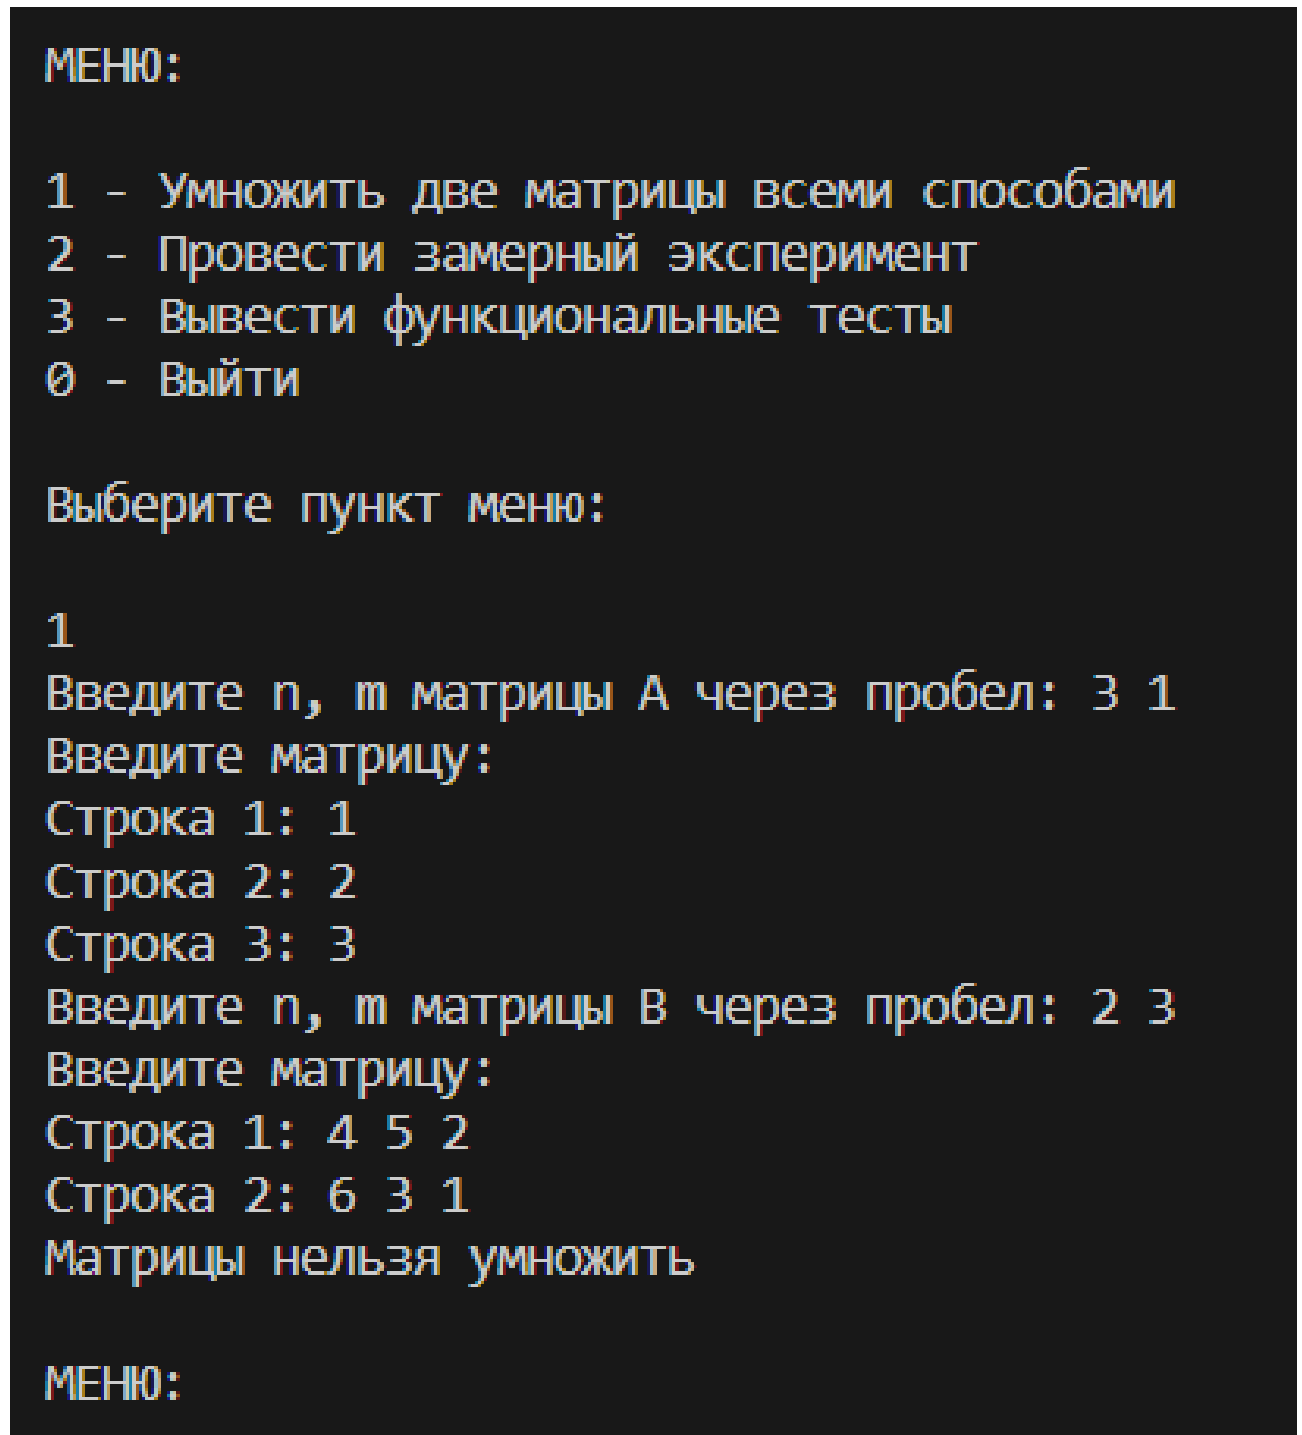 МЕНЮ:
1 - Умножить две матрицы всеми способами
2 - Провести замерный эксперимент
3 - Вывести функциональные тесты
0 - Выйти
Выберите пункт меню:
1
Введите n, m матрицы A через пробел: 3 1
Введите матрицу:
Строка 1: 1
Строка 2: 2
Строка 3: 3
Введите n, m матрицы B через пробел: 2 3
Введите матрицу:
Строка 1: 4 5 2
Строка 2: 6 3 1
Матрицы нельзя умножить
МЕНЮ: